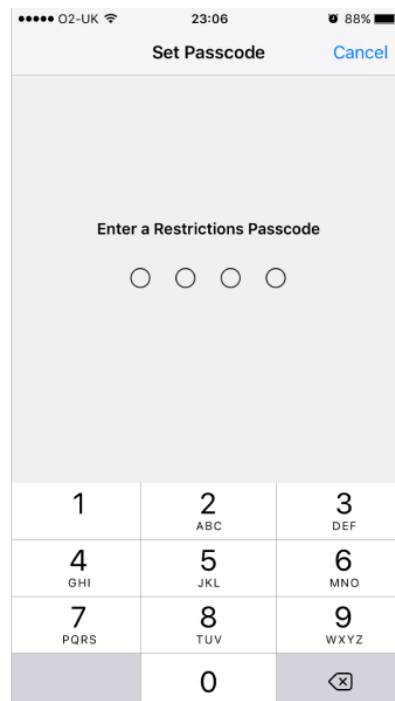 O2-UK 23:06 88%
Set Passcode Cancel
Enter a Restrictions Passcode
1 2 3
ABC DEF
4 5 6
GHI JKL MNO
7 8 9
PQRS TUV WXYZ
0